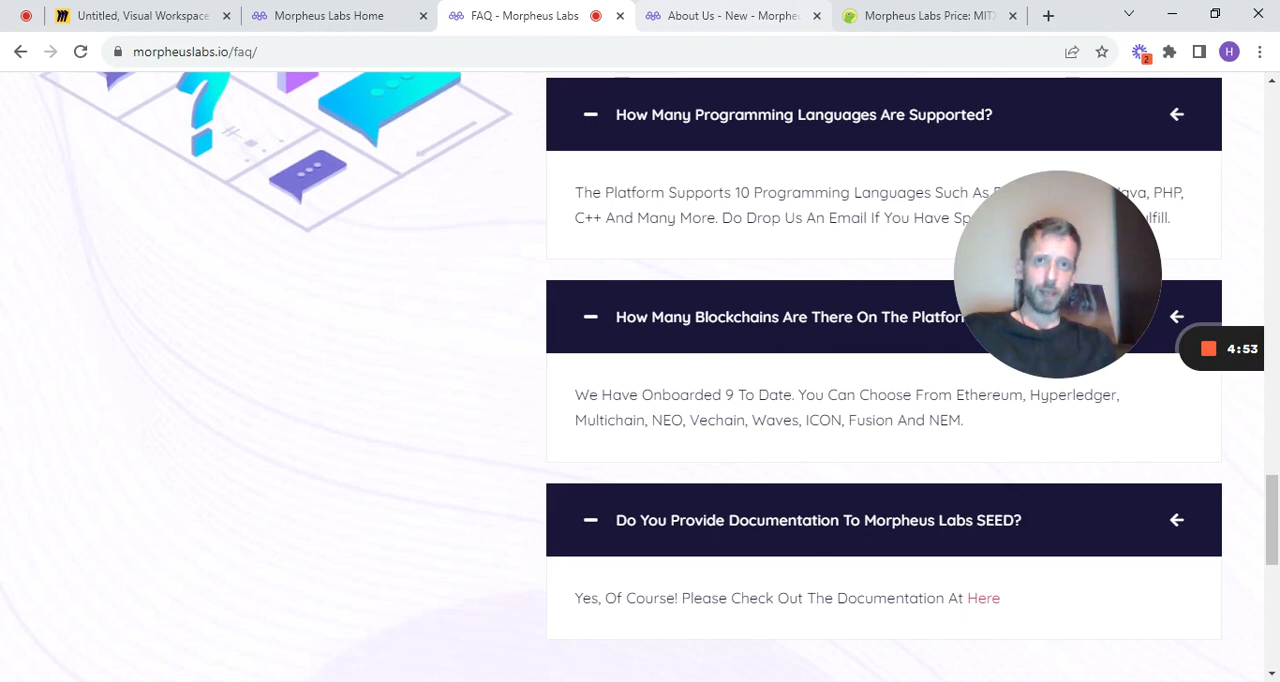 Untitled, Visual Workspace
Morpheus Labs Home
FAQ - Morpheus Labs
About Us - New - Morphe
Morpheus Labs Price: MIT
morpheuslabs.io/faq/
2
H
How Many Programming Languages Are Supported?
The Platform Supports 10 Programming Languages Such As PHP,
C++ And Many More. Do Drop Us An Email If You Have
How Many Blockchains Are There On The
We Have Onboarded 9 To Date. You Can Choose From Ethereum, Hyperledger,
Multichain, NEO, Vechain, Waves, ICON, Fusion And NEM.
4:53
Do You Provide Documentation To Morpheus Labs SEED?
Yes, Of Course! Please Check Out The Documentation At Here